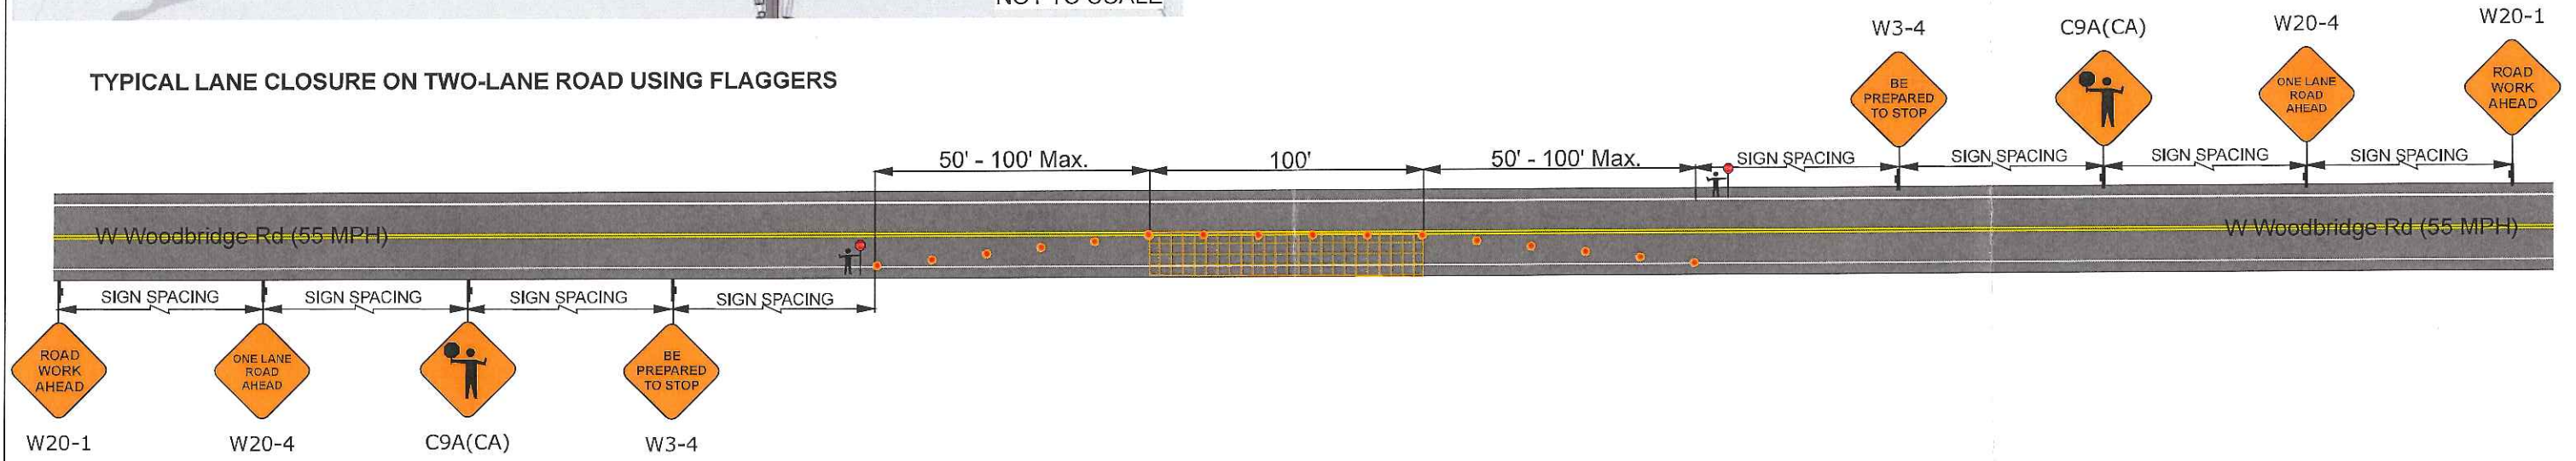 NOT TO SCALE
TYPICAL LANE CLOSURE ON TWO-LANE ROAD USING FLAGGERS
W3-4
C9A(CA)
W20-4
W20-1
BE
PREPARED
TO STOP
ONE LANE
ROAD
AHEAD
ROAD
WORK
AHEAD
50' - 100' Max.
100'
50' - 100' Max.
SIGN SPACING
SIGN SPACING
SIGN SPACING
SIGN SPACING
W Woodbridge Rd (55 MPH)
W Woodbridge Rd (55 MPH)
SIGN SPACING
SIGN SPACING
SIGN SPACING
SIGN SPACING
ROAD
WORK
AHEAD
ONE LANE
ROAD
AHEAD
BE
PREPARED
TO STOP
W20-1
W20-4
C9A(CA)
W3-4